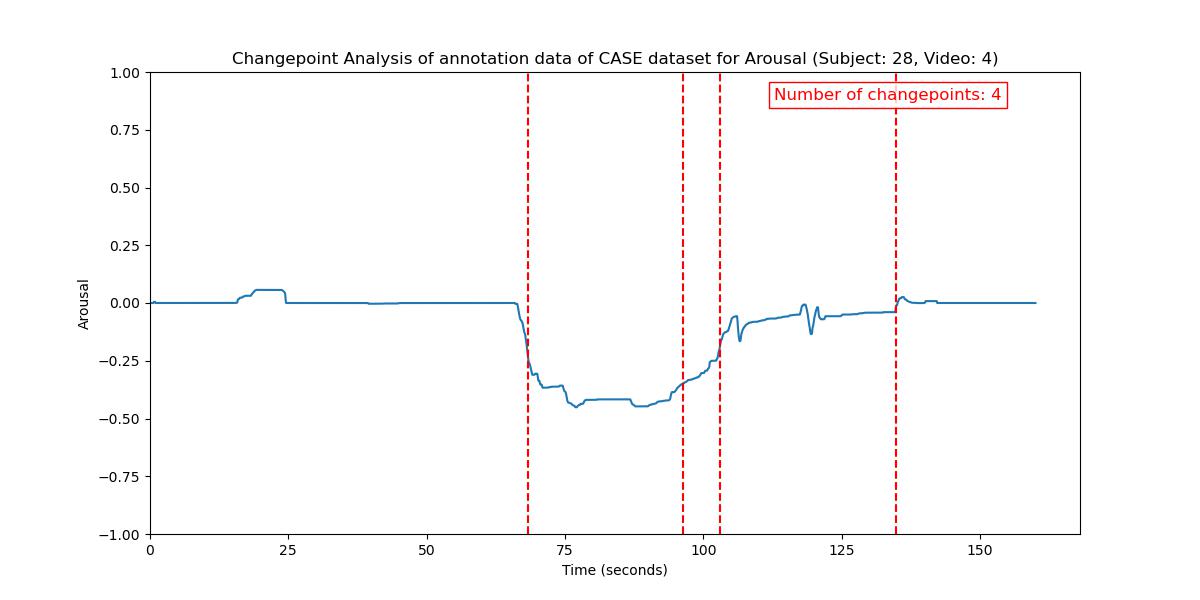 Changepoint Analysis of annotation data of CASE dataset for Arousal (Subject: 28, Video: 4)
Number of changepoints: 4
1.00
0.75
0.50
0.25
0.00
−0.25
−0.50
−0.75
−1.00
Arousal
0 25 50 75 100 125 150
Time (seconds)